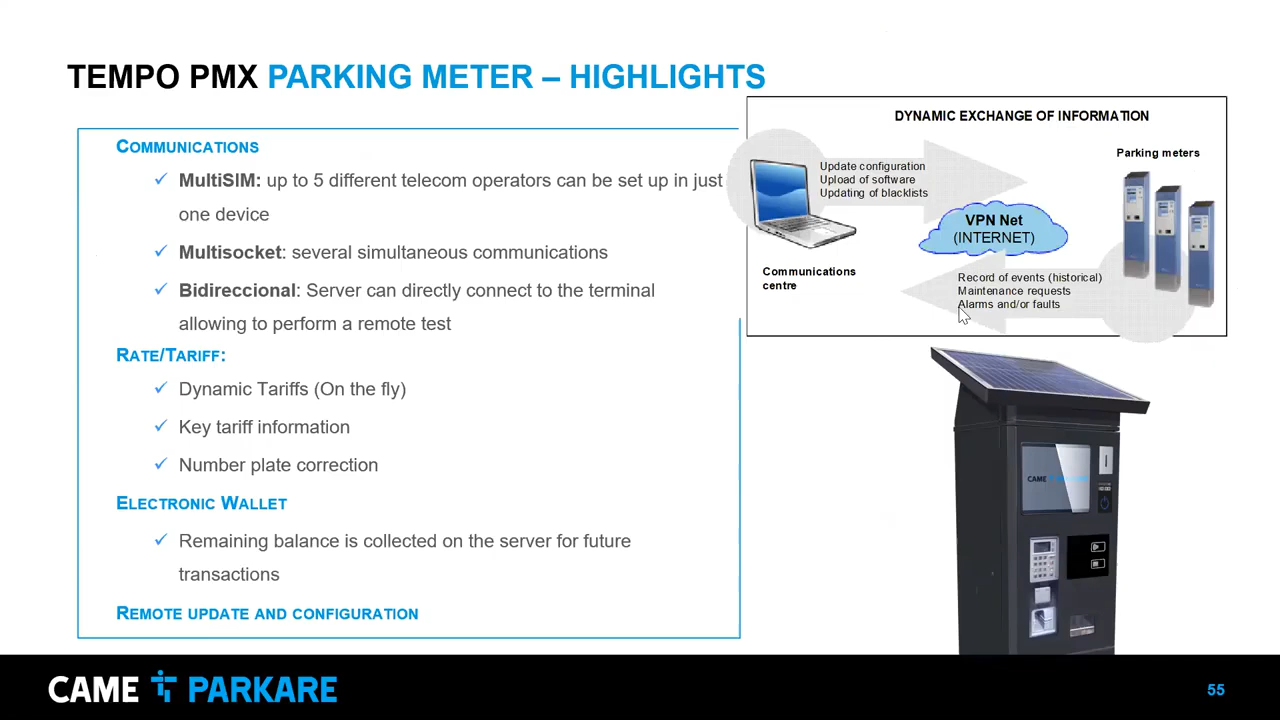 TEMPO PMX PARKING METER – HIGHLIGHTS
COMMUNICATIONS
MultiSIM: up to 5 different telecom operators can be set up in just
one device
Multisocket: several simultaneous communications
Bidireccional: Server can directly connect to the terminal
allowing to perform a remote test
RATE/TARIFF:
Dynamic Tariffs (On the fly)
Key tariff information
Number plate correction
ELECTRONIC WALLET
Remaining balance is collected on the server for future
transactions
REMOTE UPDATE AND CONFIGURATION
DYNAMIC EXCHANGE OF INFORMATION
Parking meters
Update configuration
Upload of software
Updating of blacklists
VPN Net
(INTERNET)
Communications
centre
Record of events (historical)
Maintenance requests
Alarms and/or faults
CAME
CAME PARKARE
55